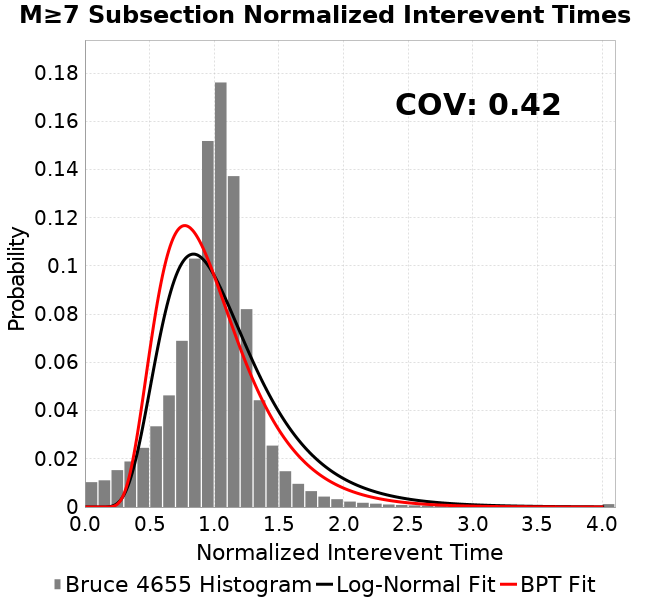 M≥7 Subsection Normalized Interevent Times
COV: 0.42
Probability
0.18
0.16
0.14
0.12
0.1
0.08
0.06
0.04
0.02
0
0.0 0.5 1.0 1.5 2.0 2.5 3.0 3.5 4.0
Normalized Interevent Time
Bruce 4655 Histogram Log-Normal Fit BPT Fit